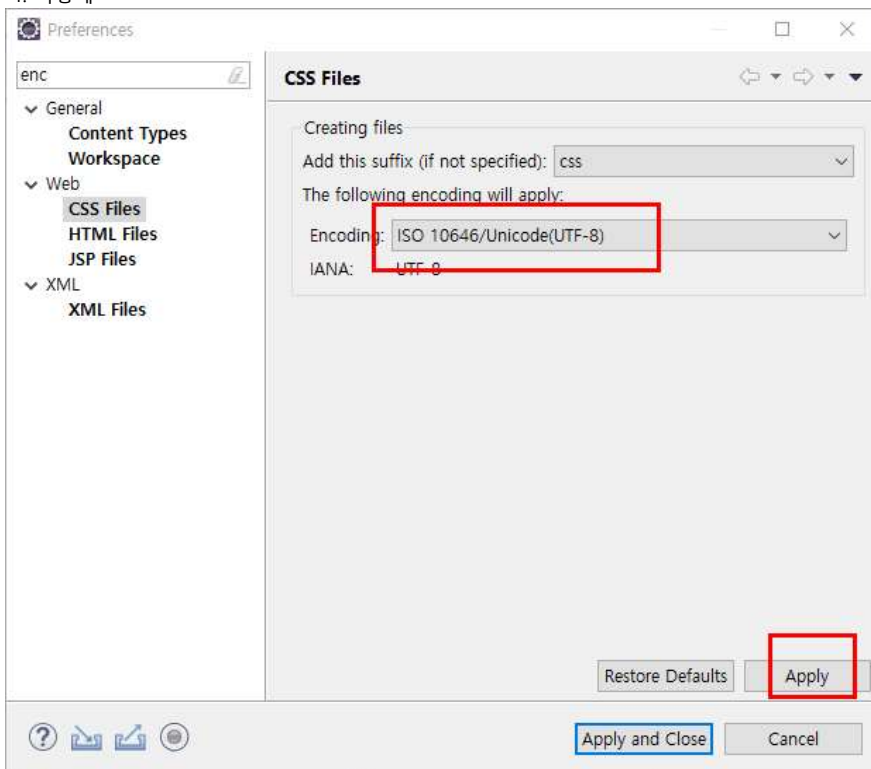 Preferences
enc
General
Content Types
Workspace
Web
CSS Files
HTML Files
JSP Files
XML
XML Files
CSS Files
Creating files
Add this suffix (if not specified): css
The following encoding will apply:
Encoding: ISO 10646/Unicode(UTF-8)
IANA: UTF-8
Restore Defaults
Apply
Apply and Close
Cancel